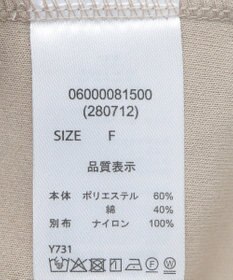 06000081500
(280712)
SIZE F
品質表示
本体 ポリエステル 60%
綿 40%
別布 ナイロン 100%
Y731